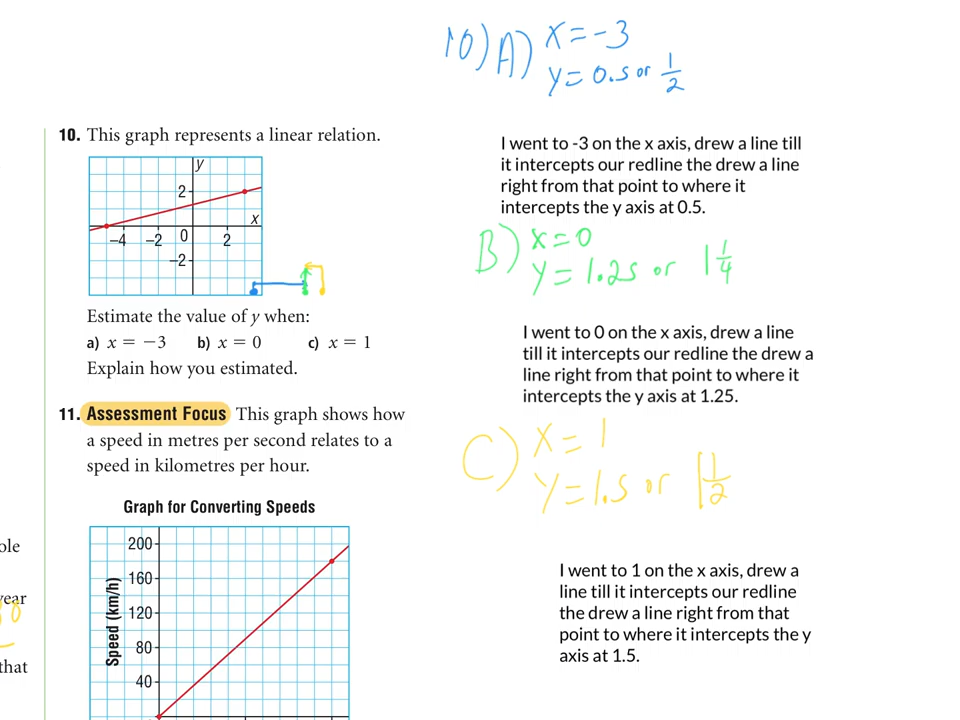 10) A) x = -3
y = 0.5 or 1/2
10. This graph represents a linear relation.
y
2
x
-4 -2 0 2
-2
Estimate the value of y when:
a) x = −3 b) x = 0 c) x = 1
Explain how you estimated.
11. Assessment Focus This graph shows how
a speed in metres per second relates to a
speed in kilometres per hour.
Graph for Converting Speeds
200
160
120
80
40
Speed (km/h)
ole
year
that
I went to -3 on the x axis, drew a line till
it intercepts our redline the drew a line
right from that point to where it
intercepts the y axis at 0.5.
B) x = 0
y = 1.25 or 1 1/4
I went to 0 on the x axis, drew a line
till it intercepts our redline the drew a
line right from that point to where it
intercepts the y axis at 1.25.
C) x = 1
y = 1.5 or 1 1/2
I went to 1 on the x axis, drew a
line till it intercepts our redline
the drew a line right from that
point to where it intercepts the y
axis at 1.5.